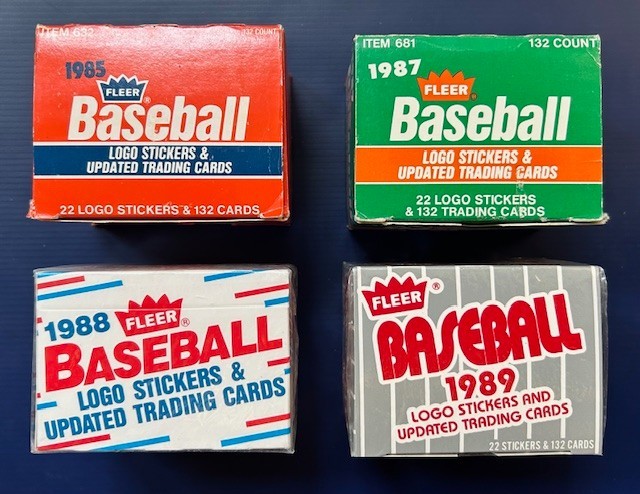 ITEM 632 132 COUNT
1985
FLEER®
Baseball
LOGO STICKERS &
UPDATED TRADING CARDS
22 LOGO STICKERS & 132 CARDS
ITEM 681 132 COUNT
1987
FLEER®
Baseball
LOGO STICKERS &
UPDATED TRADING CARDS
22 LOGO STICKERS
& 132 TRADING CARDS
1988 FLEER®
BASEBALL
LOGO STICKERS &
UPDATED TRADING CARDS
FLEER®
BASEBALL
1989
LOGO STICKERS AND
UPDATED TRADING CARDS
22 STICKERS & 132 CARDS